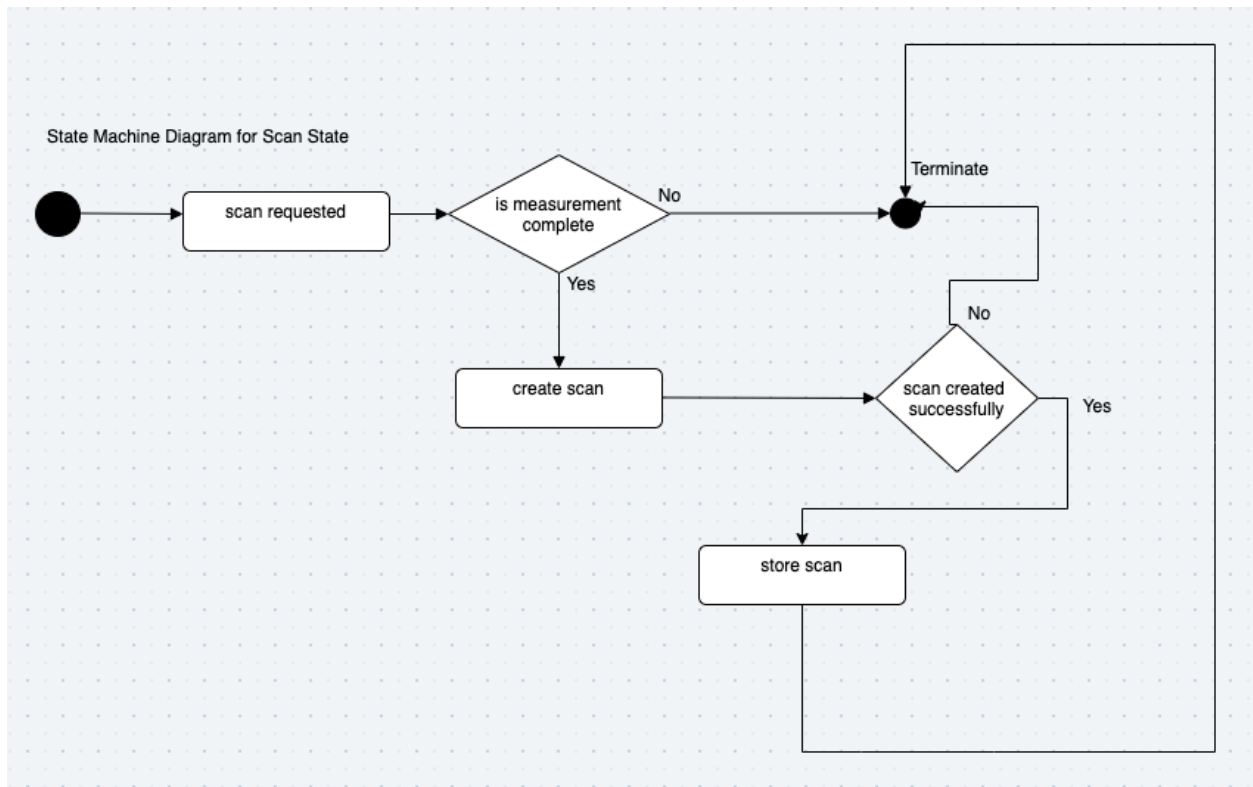 State Machine Diagram for Scan State
Terminate
scan requested
is measurement
complete
No
Yes
No
create scan
scan created
successfully
Yes
store scan